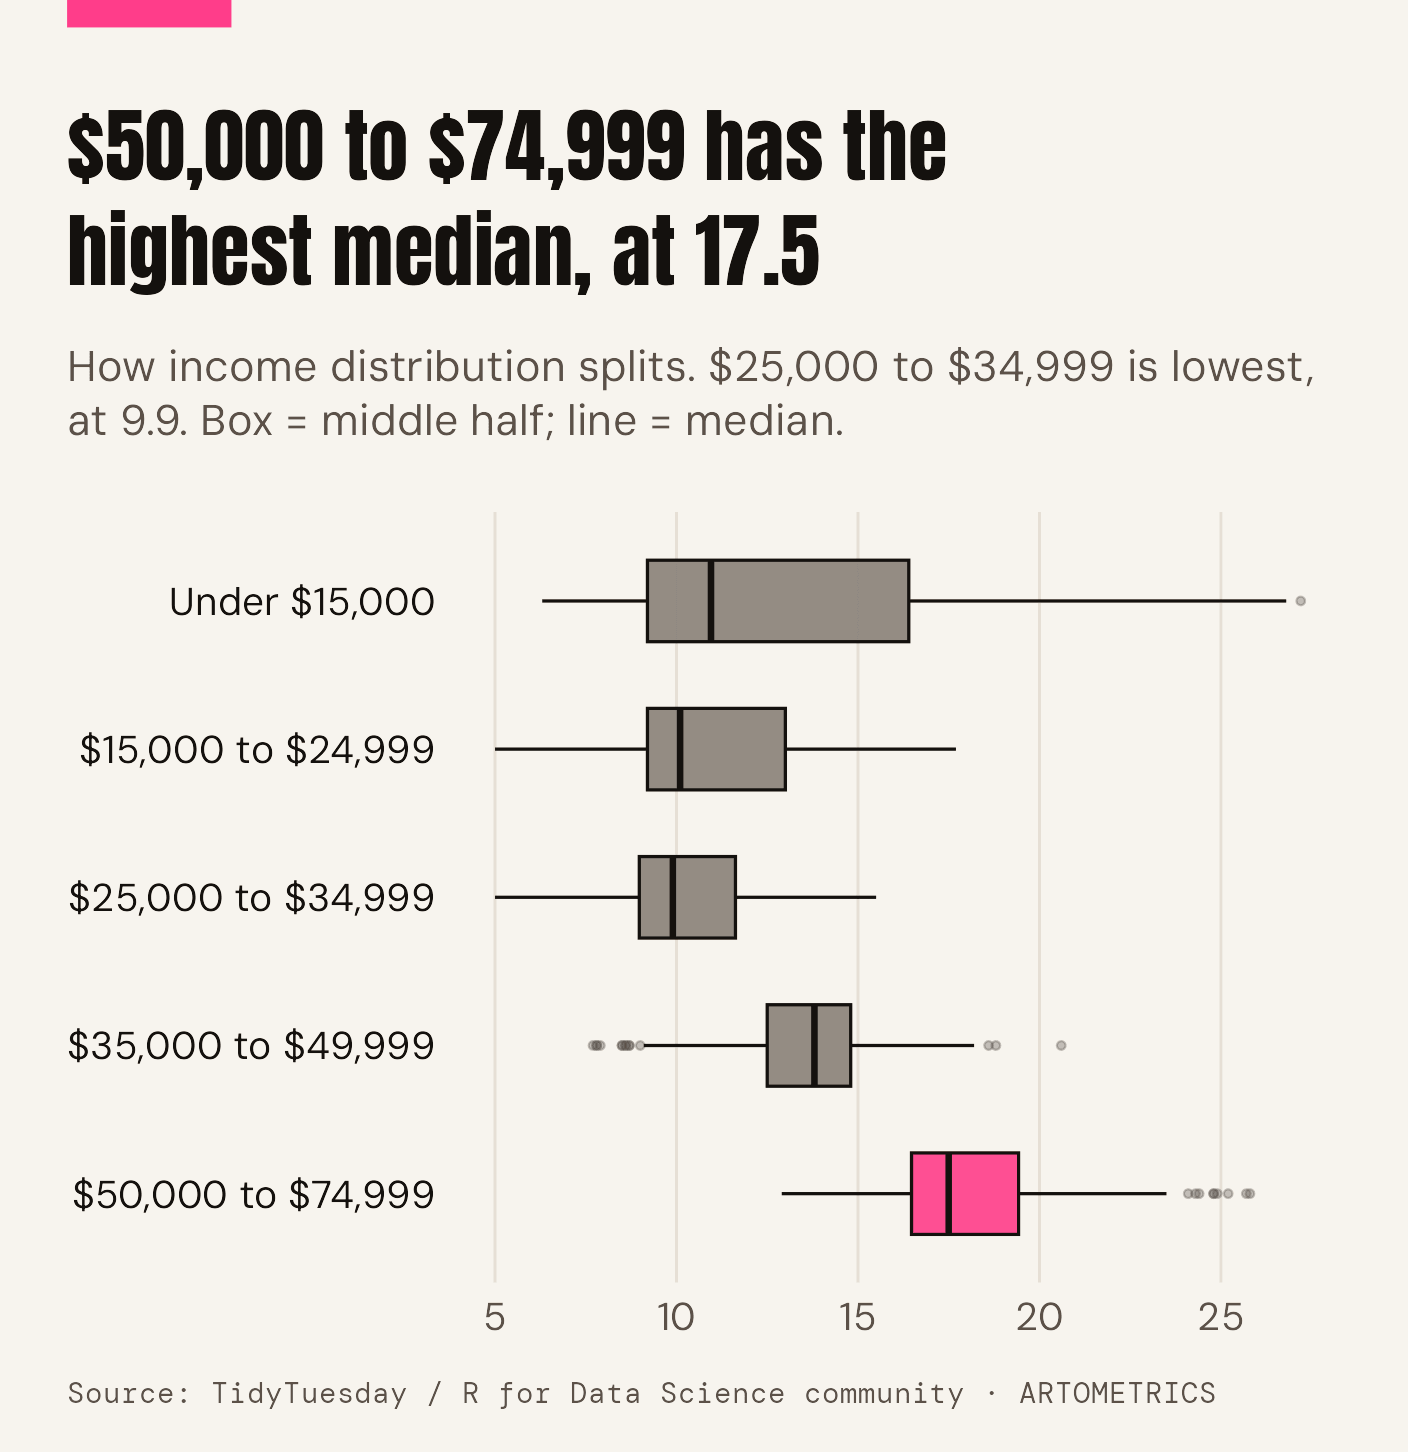 $50,000 to $74,999 has the
highest median, at 17.5
How income distribution splits. $25,000 to $34,999 is lowest,
at 9.9. Box = middle half; line = median.
Under $15,000
$15,000 to $24,999
$25,000 to $34,999
$35,000 to $49,999
$50,000 to $74,999
5 10 15 20 25
Source: TidyTuesday / R for Data Science community · ARTOMETRICS